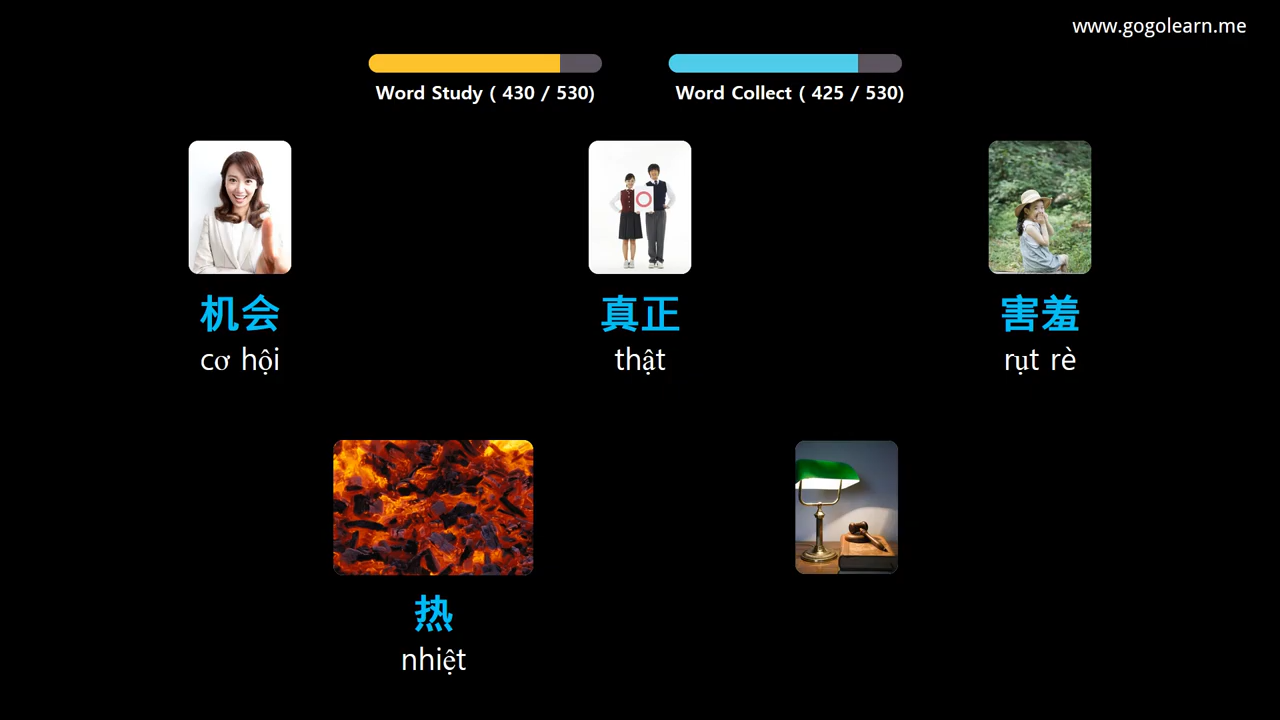 www.gogolearn.me
Word Study ( 430 / 530)
Word Collect ( 425 / 530)
机会
cơ hội
真正
thật
害羞
rụt rè
热
nhiệt